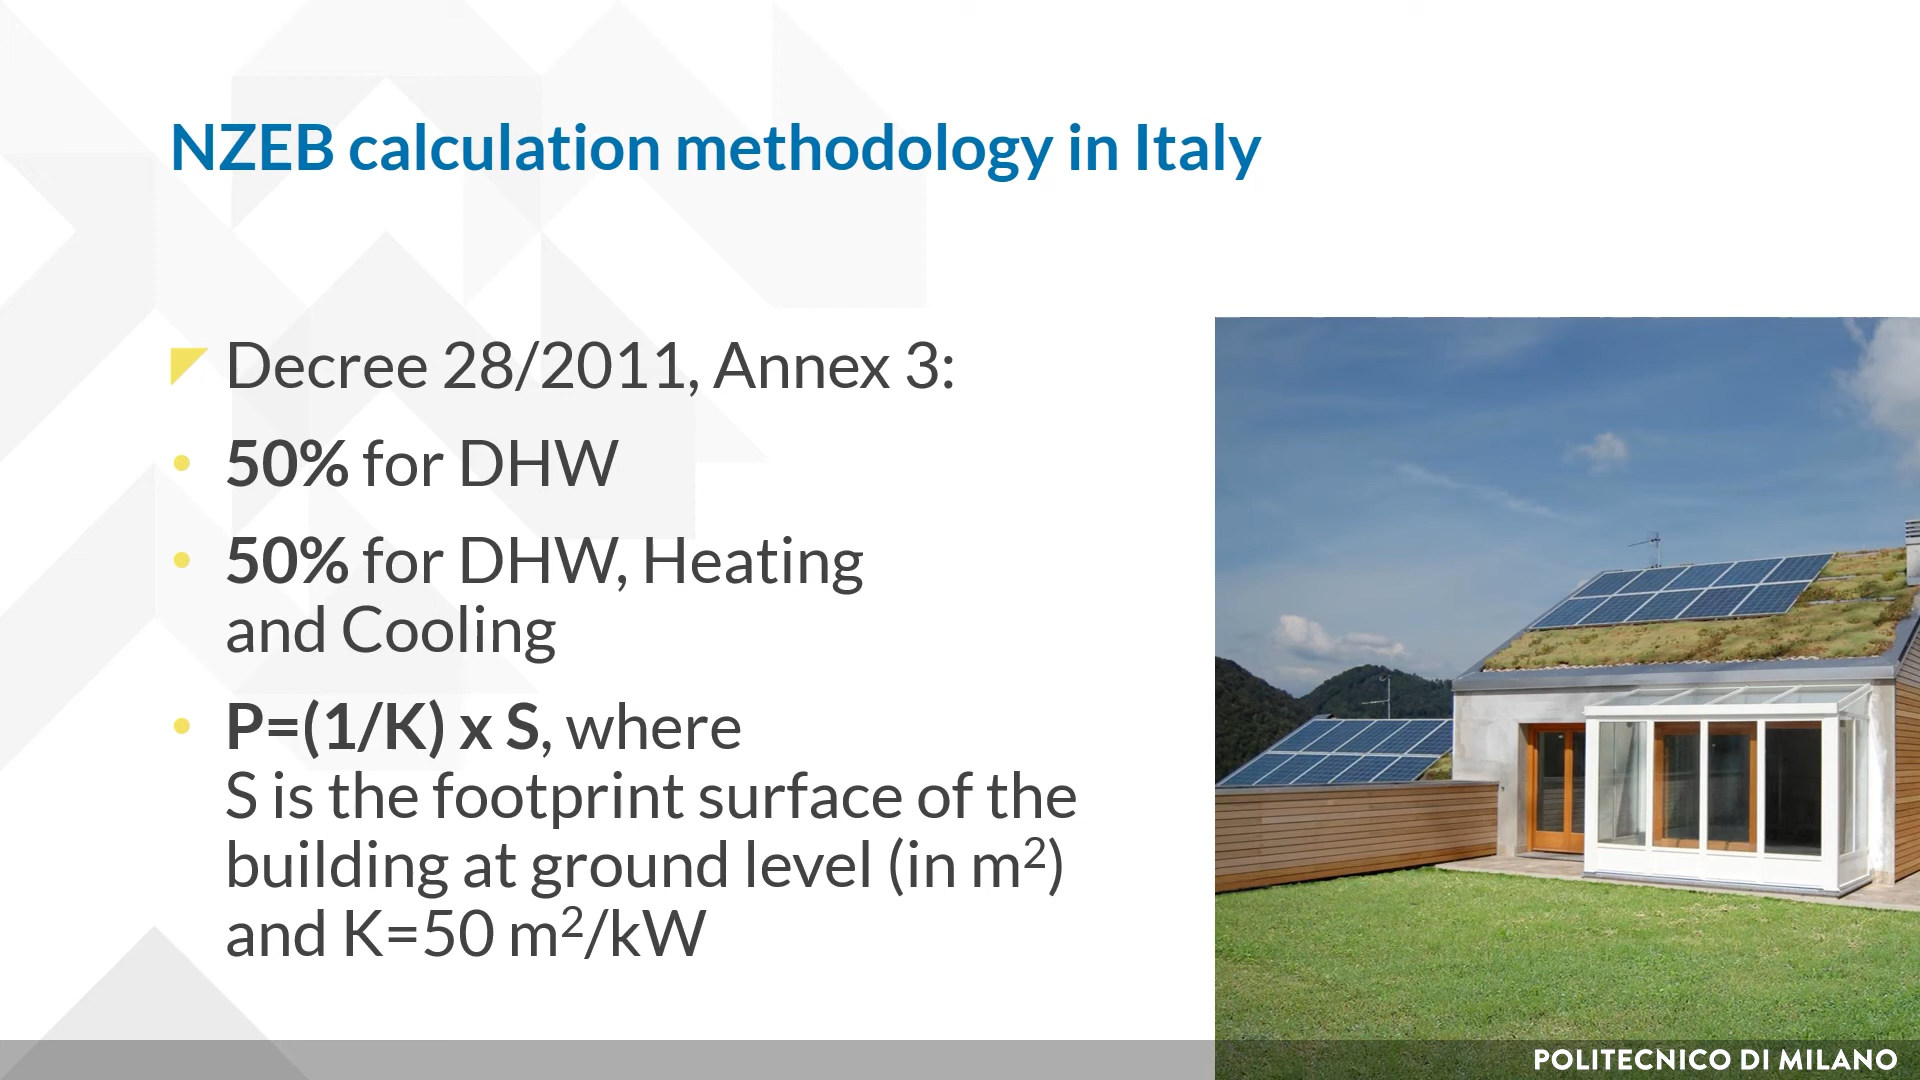 NZEB calculation methodology in Italy
Decree 28/2011, Annex 3:
• 50% for DHW
• 50% for DHW, Heating
and Cooling
• P=(1/K) x S, where
S is the footprint surface of the
building at ground level (in m²)
and K=50 m²/kW
POLITECNICO DI MILANO